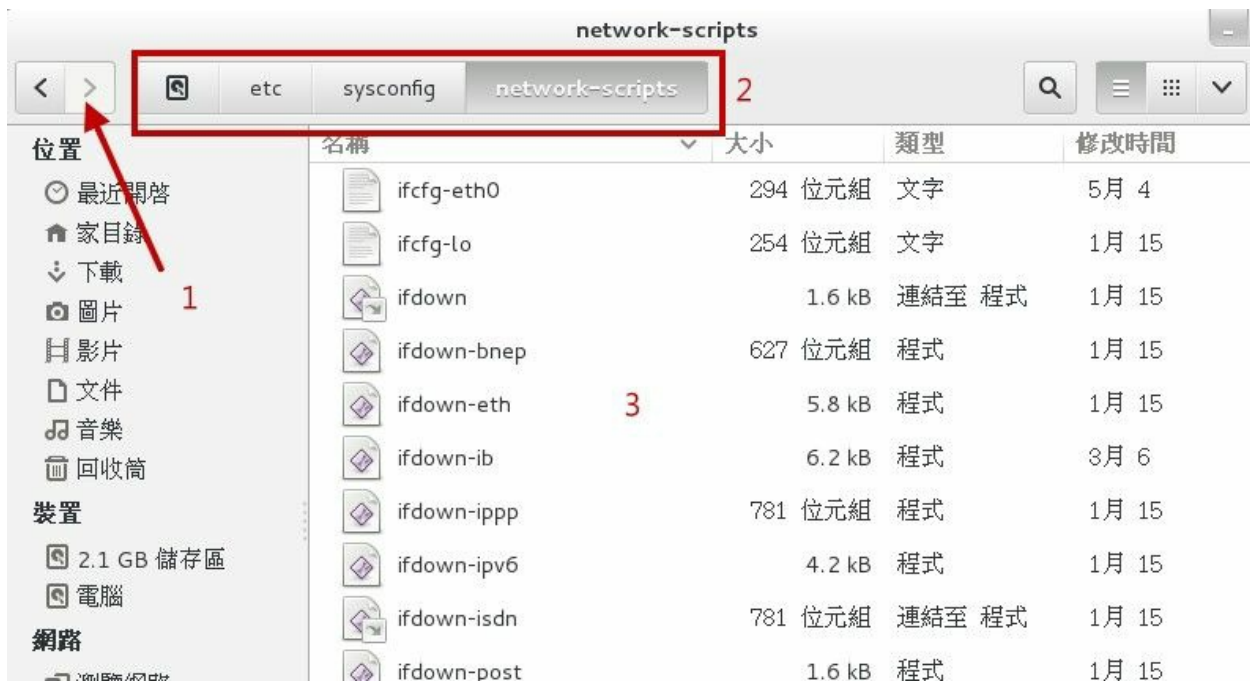 network-scripts
etc sysconfig network-scripts 2
位置 名稱 大小 類型 修改時間
最近開啓 ifcfg-eth0 294 位元組 文字 5月 4
家目錄 ifcfg-lo 254 位元組 文字 1月 15
下載 1 ifdown 1.6 kB 連結至 程式 1月 15
圖片
影片 ifdown-bnep 627 位元組 程式 1月 15
文件 ifdown-eth 3 5.8 kB 程式 1月 15
音樂
回收筒 ifdown-ib 6.2 kB 程式 3月 6
裝置 ifdown-ippp 781 位元組 程式 1月 15
2.1 GB 儲存區 ifdown-ipv6 4.2 kB 程式 1月 15
電腦
網路 ifdown-isdn 781 位元組 連結至 程式 1月 15
瀏覽網路 ifdown-post 1.6 kB 程式 1月 15